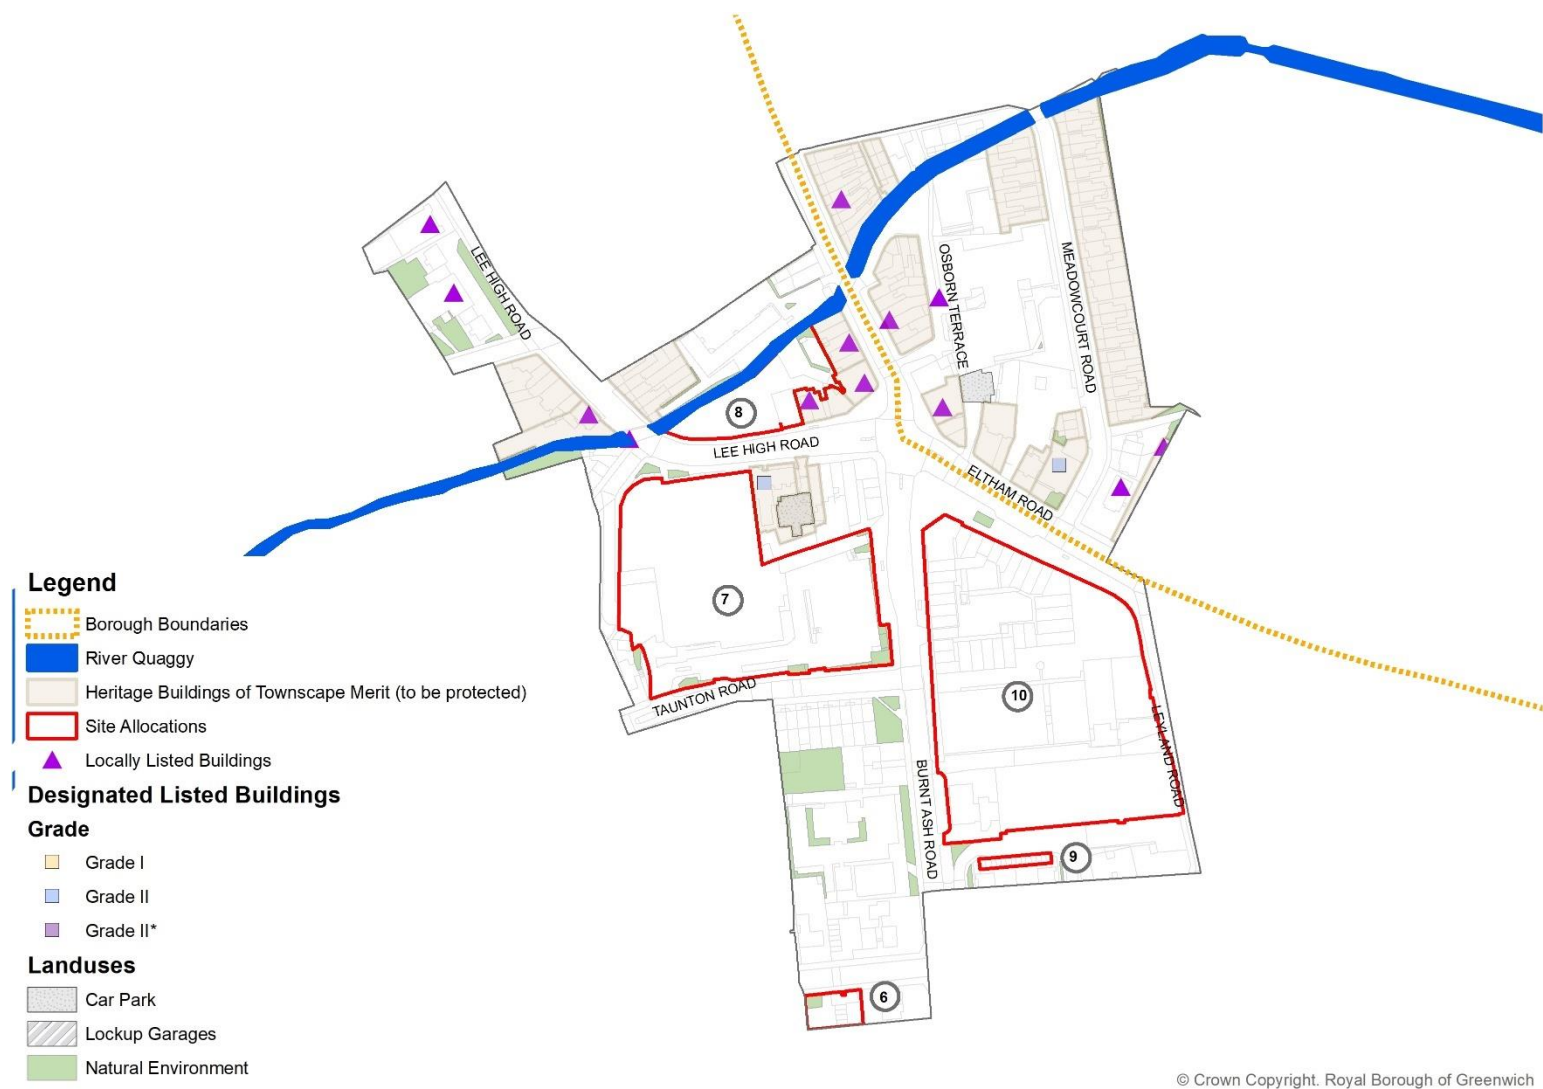 LEE HIGH ROAD
OSBORN TERRACE
MEADOWCOURT ROAD
8
LEE HIGH ROAD
ELTHAM ROAD
7
TAUNTON ROAD
10
LEYLAND ROAD
BURNT ASH ROAD
9
6
Legend
Borough Boundaries
River Quaggy
Heritage Buildings of Townscape Merit (to be protected)
Site Allocations
Locally Listed Buildings
Designated Listed Buildings
Grade
Grade I
Grade II
Grade II*
Landuses
Car Park
Lockup Garages
Natural Environment
© Crown Copyright. Royal Borough of Greenwich